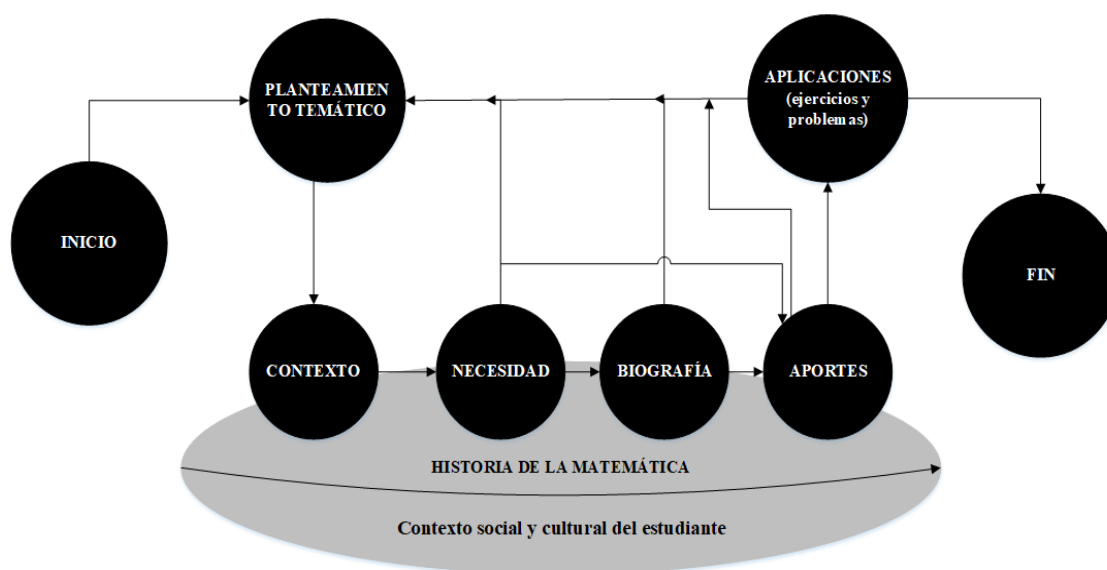 PLANTEAMIEN
TO TEMÁTICO
APLICACIONES
(ejercicios y
problemas)
INICIO
FIN
CONTEXTO
NECESIDAD
BIOGRAFÍA
APORTES
HISTORIA DE LA MATEMÁTICA
Contexto social y cultural del estudiante